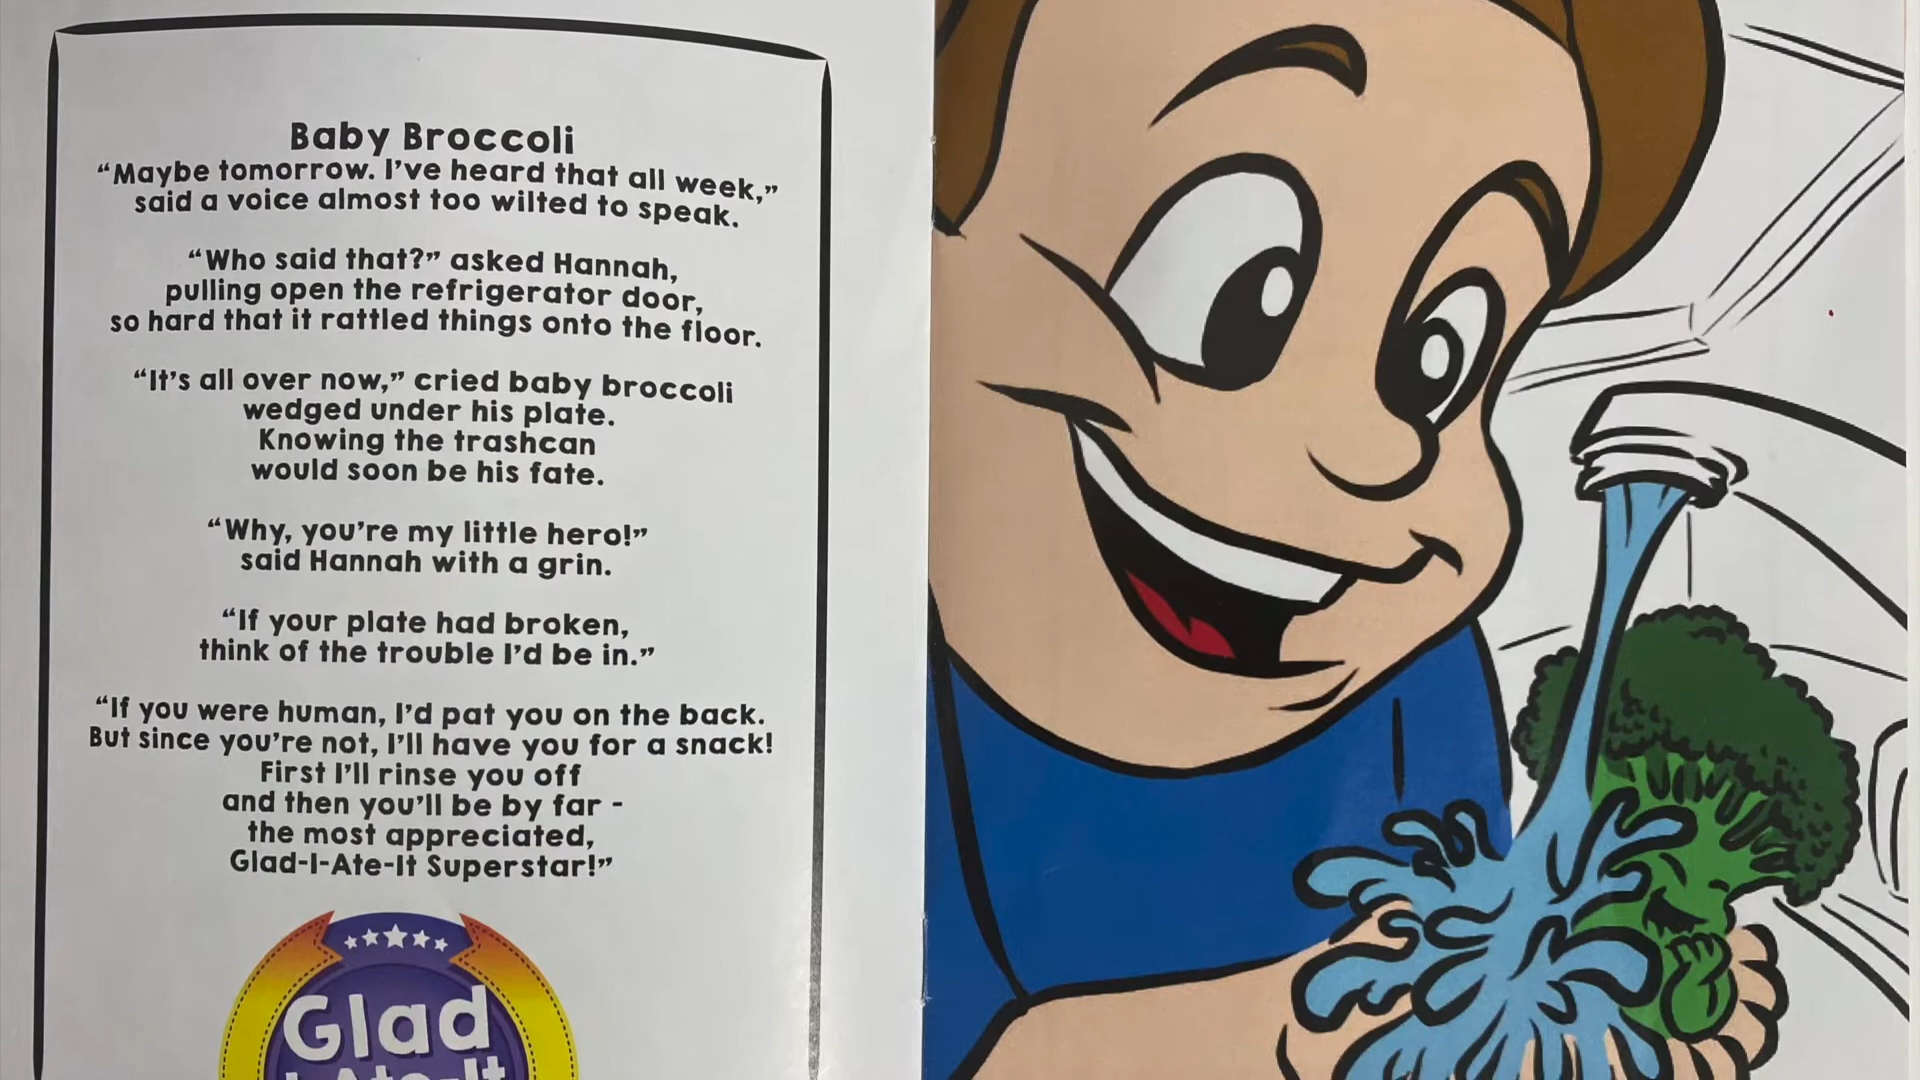 Baby Broccoli
“Maybe tomorrow. I’ve heard that all week,”
said a voice almost too wilted to speak.
“Who said that?” asked Hannah,
pulling open the refrigerator door,
so hard that it rattled things onto the floor.
“It’s all over now,” cried baby broccoli
wedged under his plate.
Knowing the trashcan
would soon be his fate.
“Why, you’re my little hero!”
said Hannah with a grin.
“If your plate had broken,
think of the trouble I’d be in.”
“If you were human, I’d pat you on the back.
But since you’re not, I’ll have you for a snack!
First I’ll rinse you off
and then you’ll be by far -
the most appreciated,
Glad-I-Ate-It Superstar!”
Glad
I-Ate-It